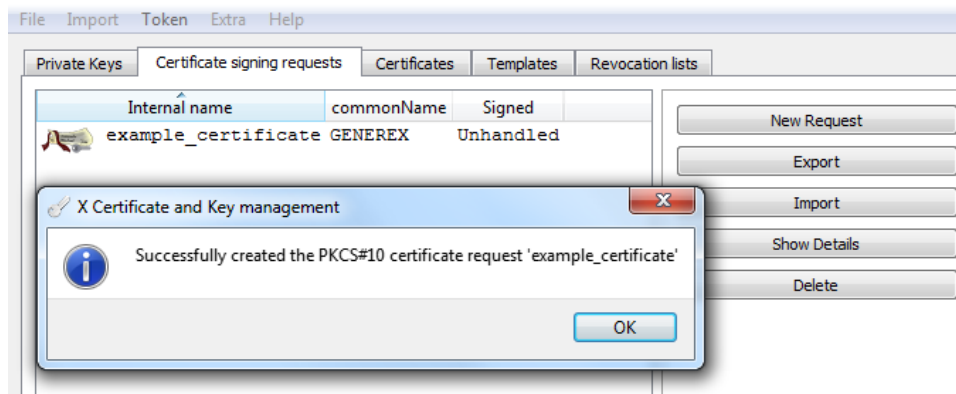 File Import Token Extra Help
Private Keys Certificate signing requests Certificates Templates Revocation lists
Internal name commonName Signed
example_certificate GENEREX Unhandled
New Request
Export
Import
Show Details
Delete
X Certificate and Key management
Successfully created the PKCS#10 certificate request 'example_certificate'
OK